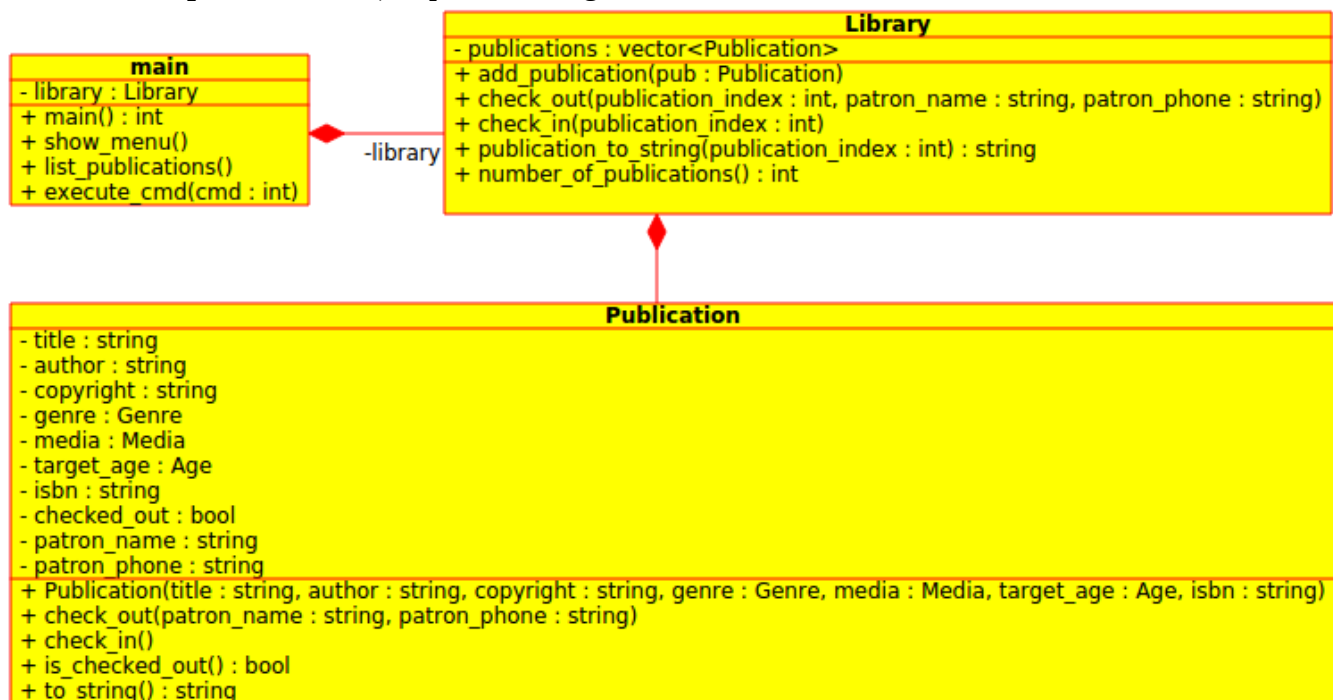 main
- library : Library
+ main() : int
+ show_menu()
+ list_publications()
+ execute_cmd(cmd : int)
-library
Library
- publications : vector<Publication>
+ add_publication(pub : Publication)
+ check_out(publication_index : int, patron_name : string, patron_phone : string)
+ check_in(publication_index : int)
+ publication_to_string(publication_index : int) : string
+ number_of_publications() : int
Publication
- title : string
- author : string
- copyright : string
- genre : Genre
- media : Media
- target_age : Age
- isbn : string
- checked_out : bool
- patron_name : string
- patron_phone : string
+ Publication(title : string, author : string, copyright : string, genre : Genre, media : Media, target_age : Age, isbn : string)
+ check_out(patron_name : string, patron_phone : string)
+ check_in()
+ is_checked_out() : bool
+ to_string() : string